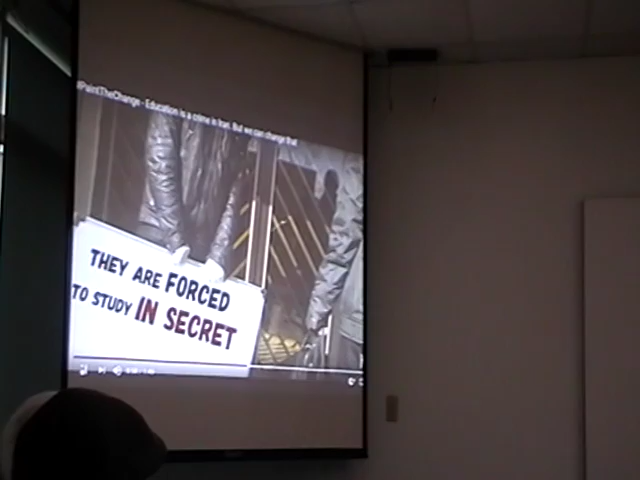 #PaintTheChange - Education is a crime in Iran. But we can change that
THEY ARE FORCED
TO STUDY IN SECRET